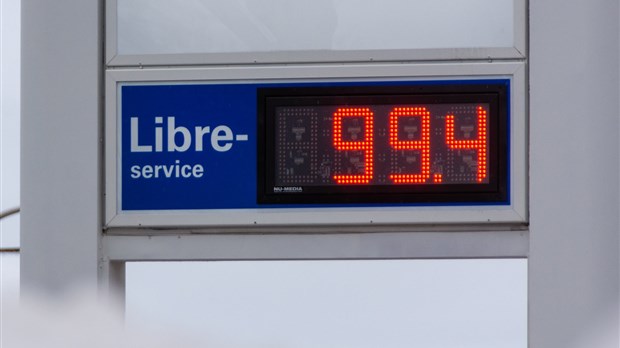 Libre-
service
99.4
NU-MEDIA